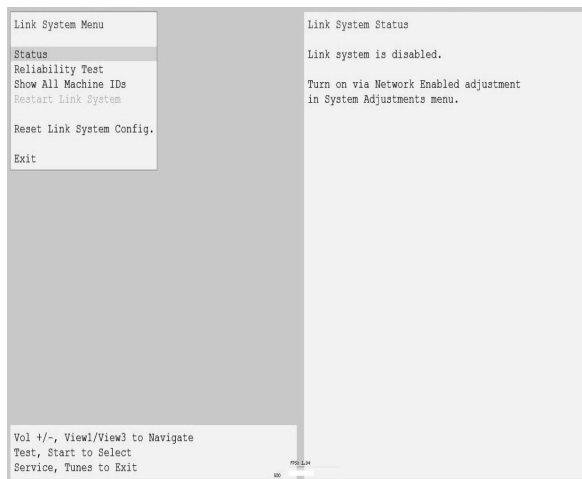 Link System Menu
Status
Reliability Test
Show All Machine IDs
Restart Link System
Reset Link System Config.
Exit
Link System Status
Link system is disabled.
Turn on via Network Enabled adjustment
in System Adjustments menu.
Vol +/-, View1/View3 to Navigate
Test, Start to Select
Service, Tunes to Exit